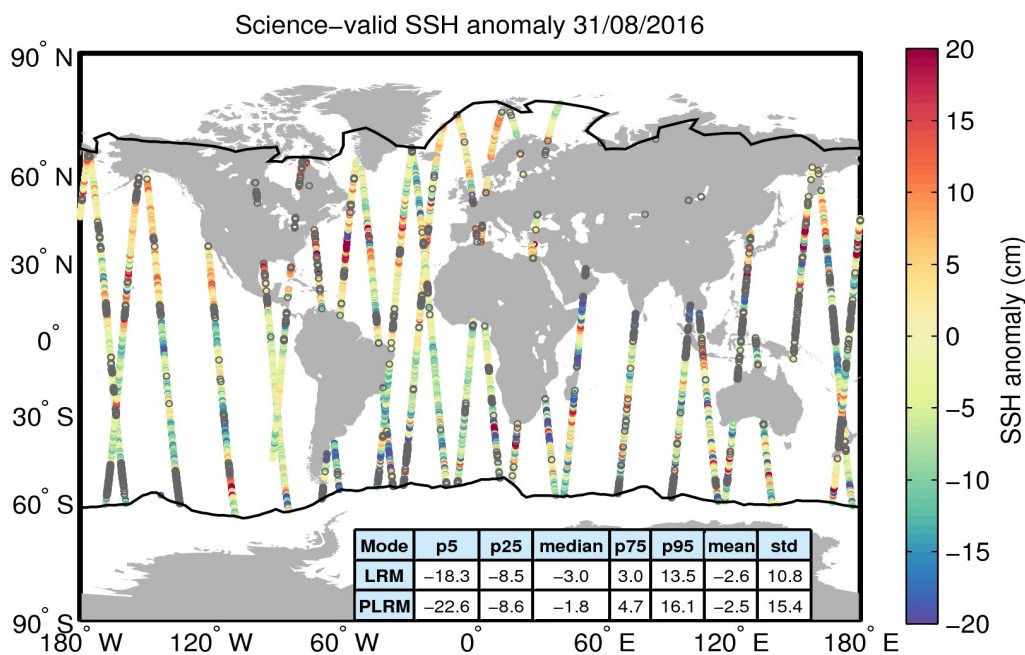 Science−valid SSH anomaly 31/08/2016
90° N
60° N
30° N
0°
30° S
60° S
90° S
180° W
120° W
60° W
0°
60° E
120° E
180° E
Mode p5 p25 median p75 p95 mean std
LRM −18.3 −8.5 −3.0 3.0 13.5 −2.6 10.8
PLRM −22.6 −8.6 −1.8 4.7 16.1 −2.5 15.4
20
15
10
5
0
−5
−10
−15
−20
SSH anomaly (cm)